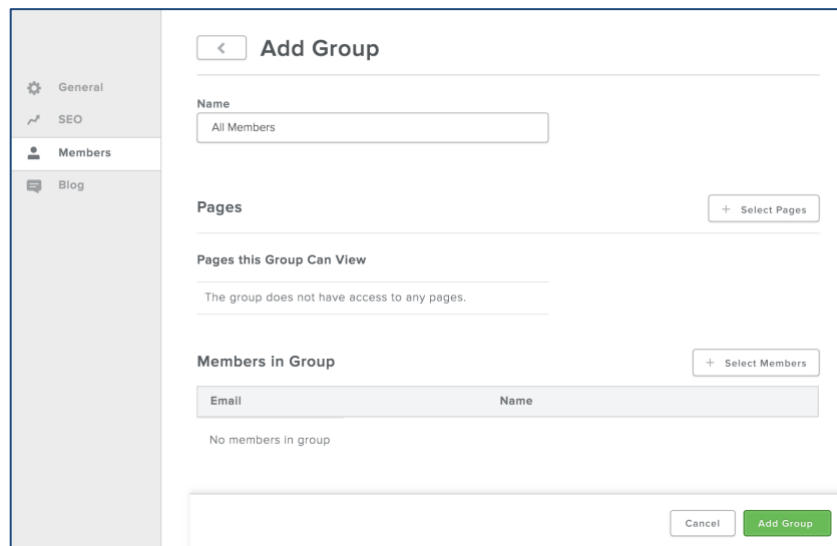 Add Group
General
SEO
Members
Blog
Name
All Members
Pages
+ Select Pages
Pages this Group Can View
The group does not have access to any pages.
Members in Group
+ Select Members
Email Name
No members in group
Cancel Add Group